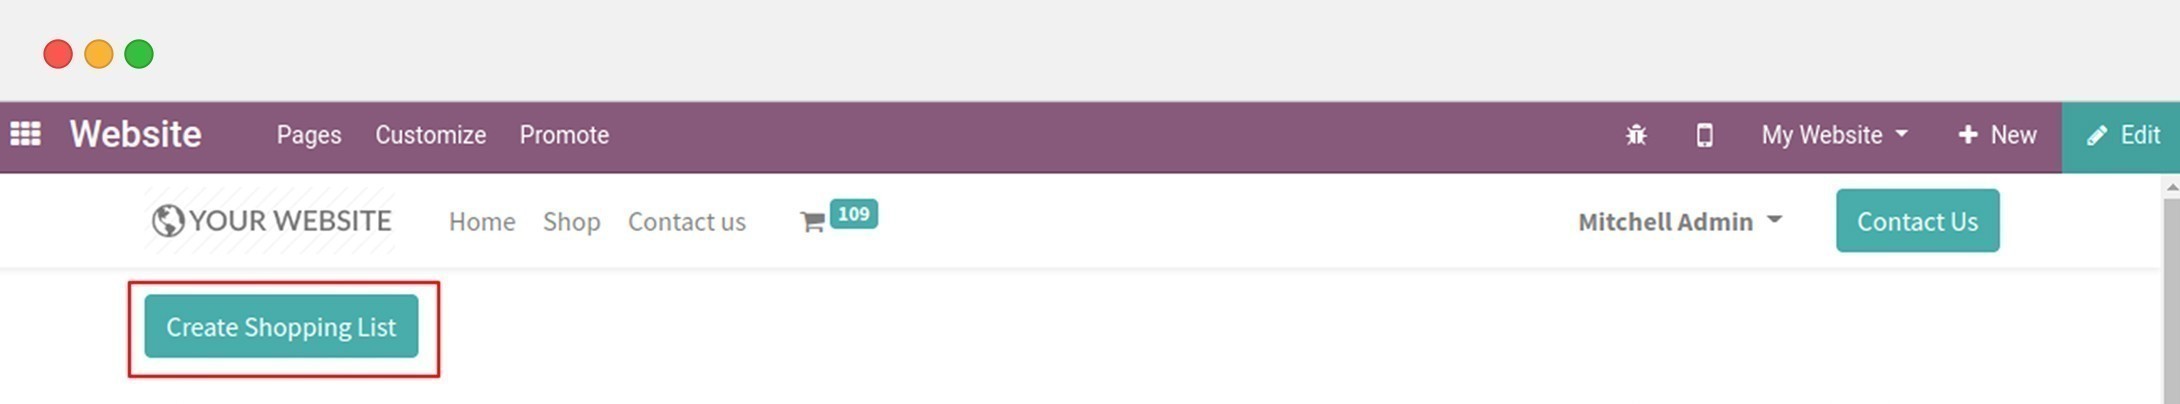 Website Pages Customize Promote My Website New Edit
YOUR WEBSITE Home Shop Contact us 109 Mitchell Admin Contact Us
Create Shopping List